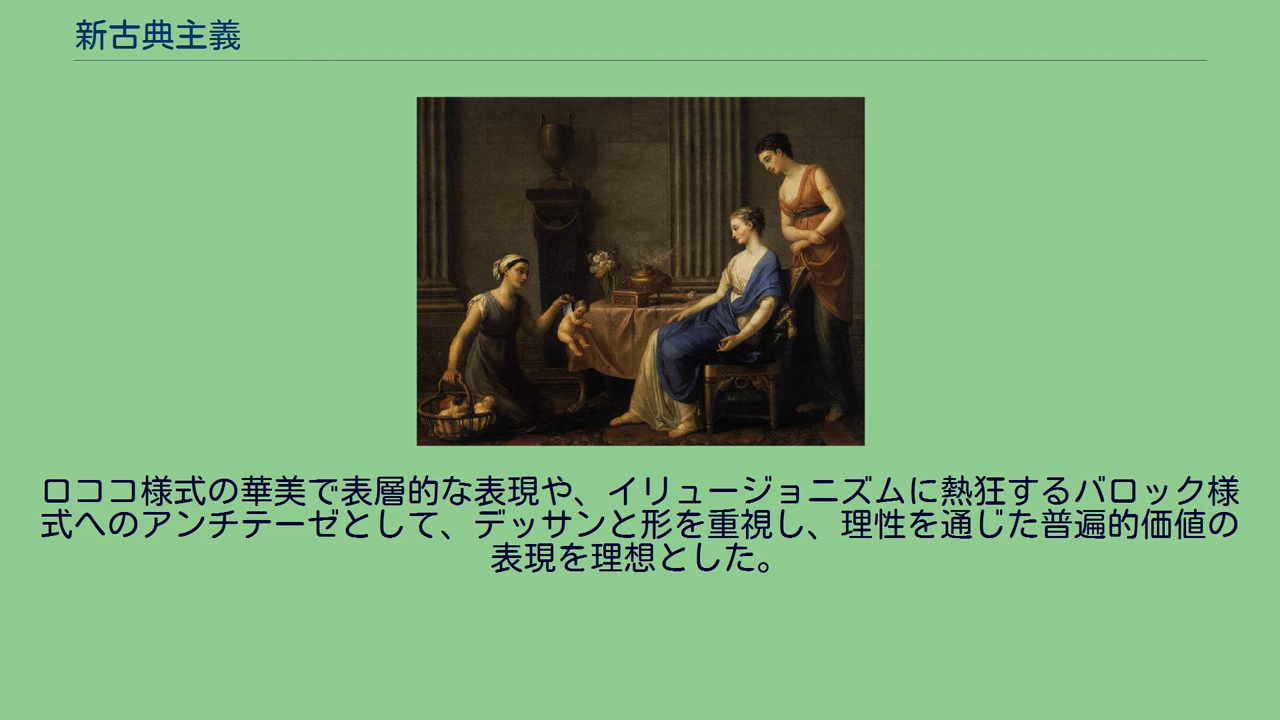 新古典主義
ロココ様式の華美で表層的な表現や、イリュージョニズムに熱狂するバロック様
式へのアンチテーゼとして、デッサンと形を重視し、理性を通じた普遍的価値の
表現を理想とした。